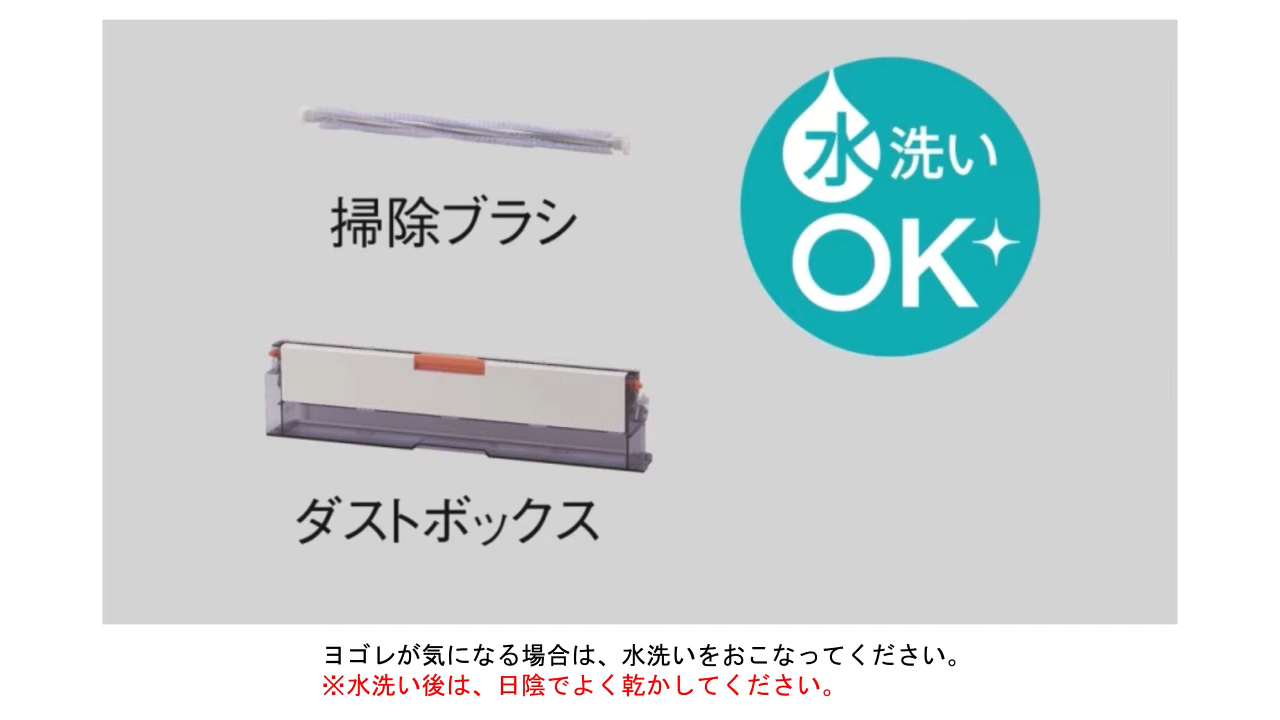 掃除ブラシ
水洗い
OK
ダストボックス
ヨゴレが気になる場合は、水洗いをおこなってください。
※水洗い後は、日陰でよく乾かしてください。